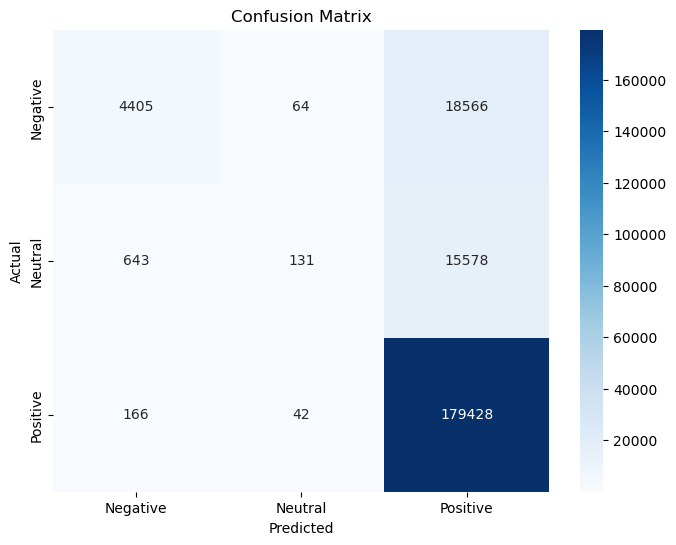 Confusion Matrix
Actual
Negative
Neutral
Positive
4405 64 18566
643 131 15578
166 42 179428
Negative Neutral Positive
Predicted
160000
140000
120000
100000
80000
60000
40000
20000